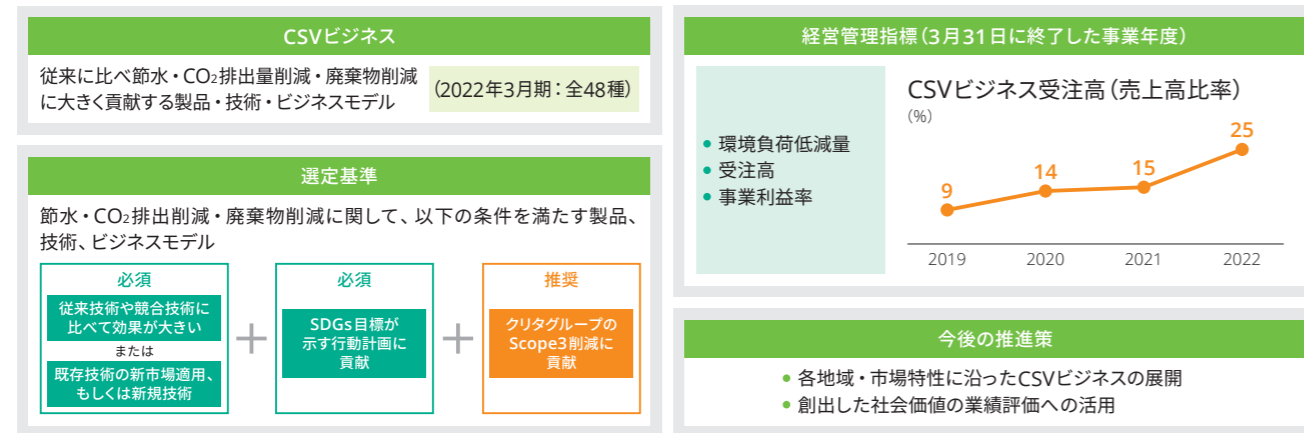 CSVビジネス
従来に比べ節水・CO₂排出量削減・廃棄物削減
に大きく貢献する製品・技術・ビジネスモデル
(2022年3月期：全48種)
選定基準
節水・CO₂排出削減・廃棄物削減に関して、以下の条件を満たす製品、
技術、ビジネスモデル
必須
従来技術や競合技術に
比べて効果が大きい
または
既存技術の新市場適用、
もしくは新規技術
+
必須
SDGs目標が
示す行動計画に
貢献
+
推奨
クリタグループの
Scope3削減に
貢献
経営管理指標（3月31日に終了した事業年度）
• 環境負荷低減量
• 受注高
• 事業利益率
CSVビジネス受注高（売上高比率）
(%)
9
14
15
25
2019
2020
2021
2022
今後の推進策
• 各地域・市場特性に沿ったCSVビジネスの展開
• 創出した社会価値の業績評価への活用